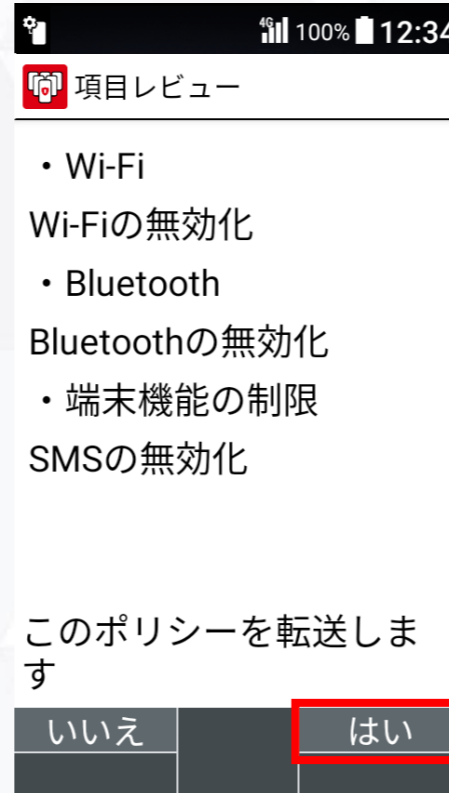 4G 100% 12:34
項目レビュー
・Wi-Fi
Wi-Fiの無効化
・Bluetooth
Bluetoothの無効化
・端末機能の制限
SMSの無効化
このポリシーを転送しま
す
いいえ はい